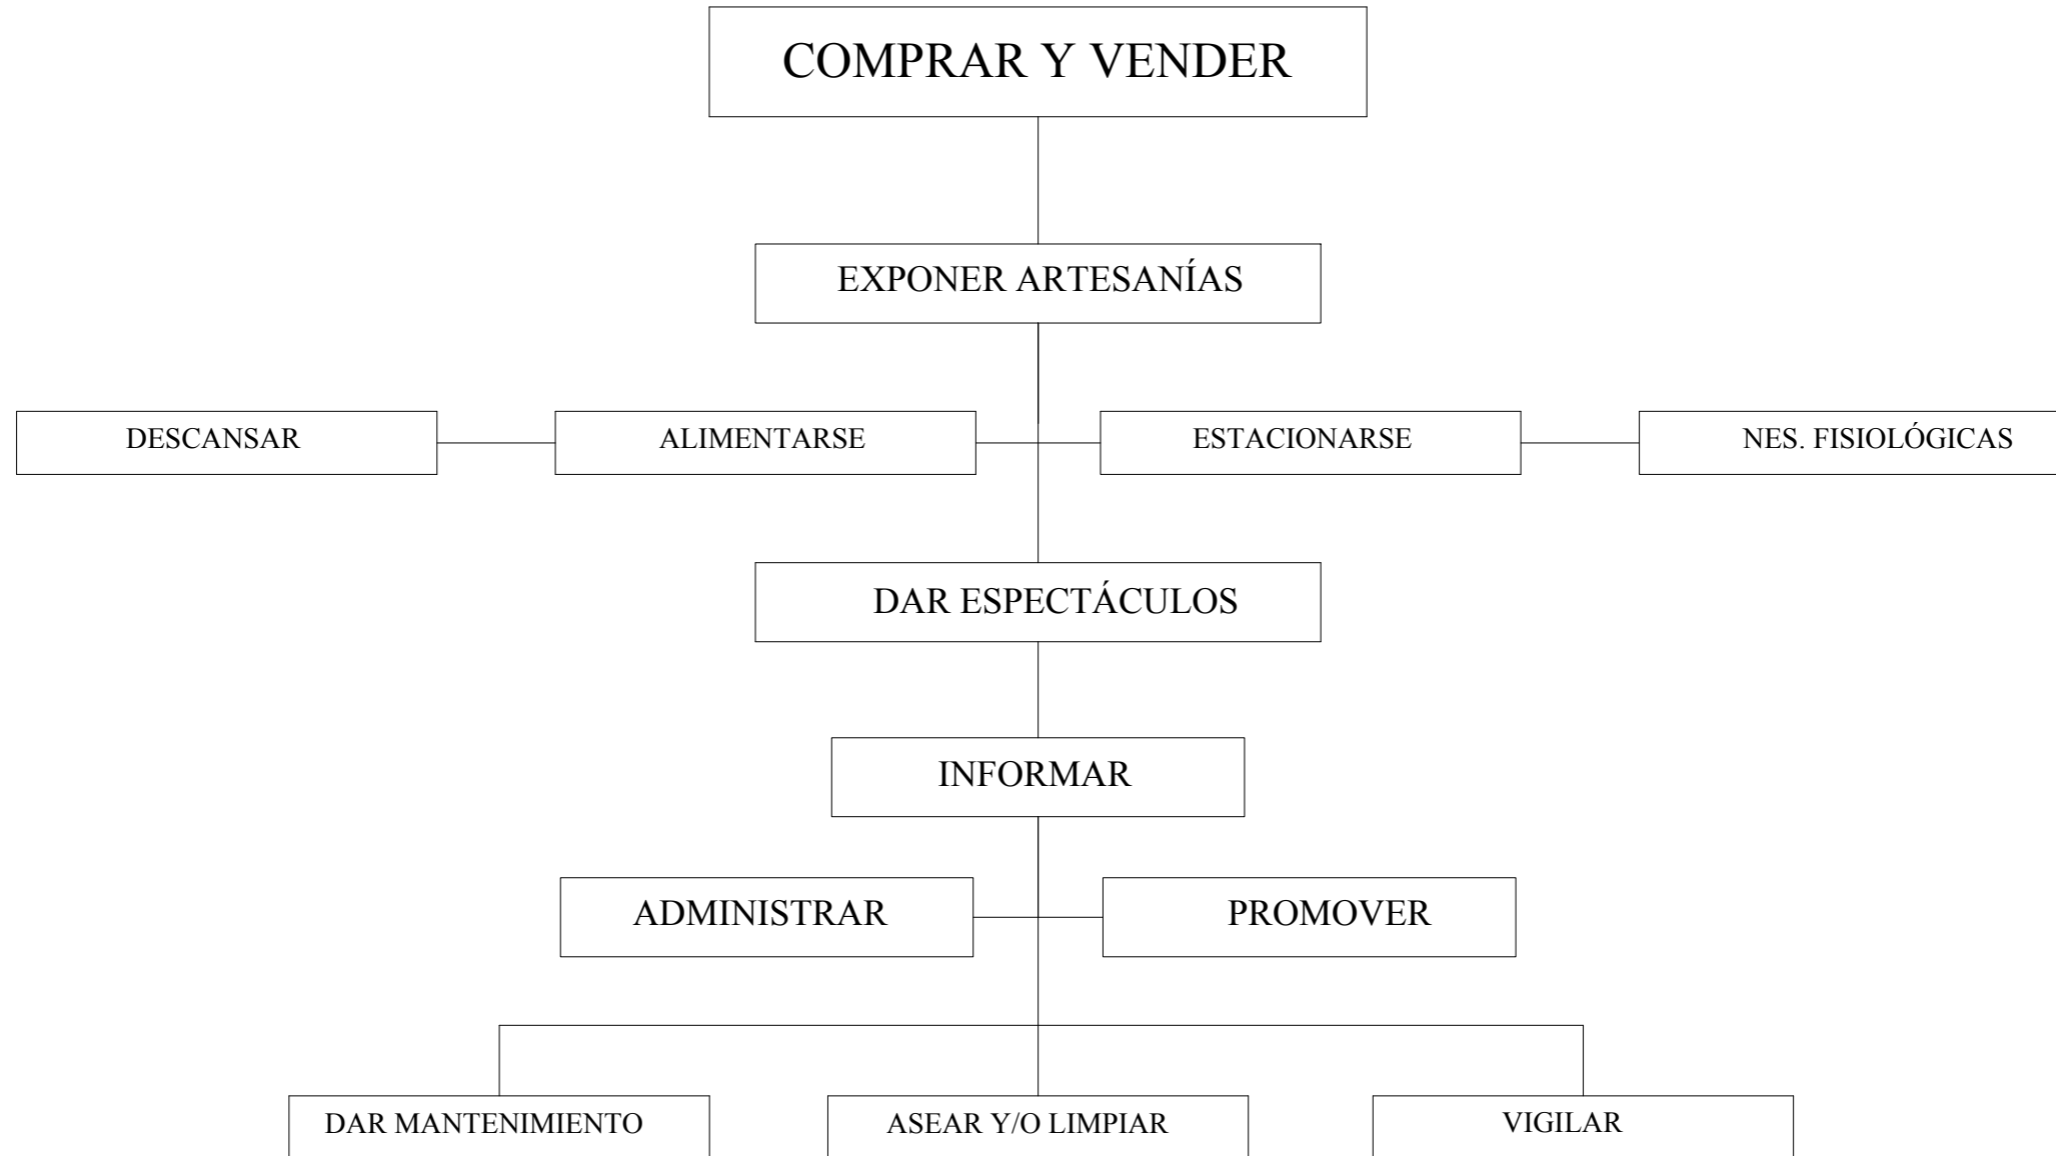 COMPRAR Y VENDER
EXPONER ARTESANÍAS
DESCANSAR
ALIMENTARSE
ESTACIONARSE
NES. FISIOLÓGICAS
DAR ESPECTÁCULOS
INFORMAR
ADMINISTRAR
PROMOVER
DAR MANTENIMIENTO
ASEAR Y/O LIMPIAR
VIGILAR